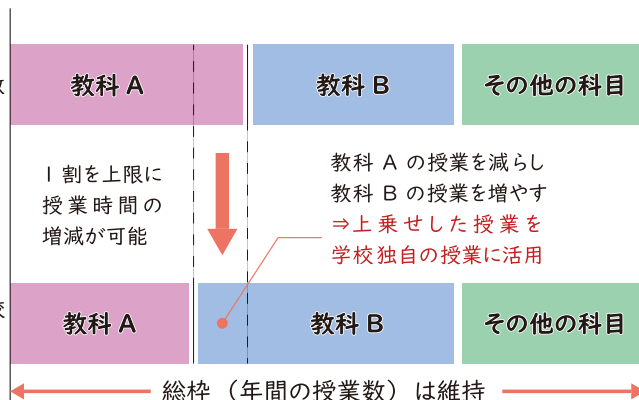 教科 A
教科 B
その他の科目
1割を上限に
授業時間の
増減が可能
教科 A の授業を減らし
教科 B の授業を増やす
⇒上乗せした授業を
学校独自の授業に活用
教科 A
教科 B
その他の科目
総枠（年間の授業数）は維持